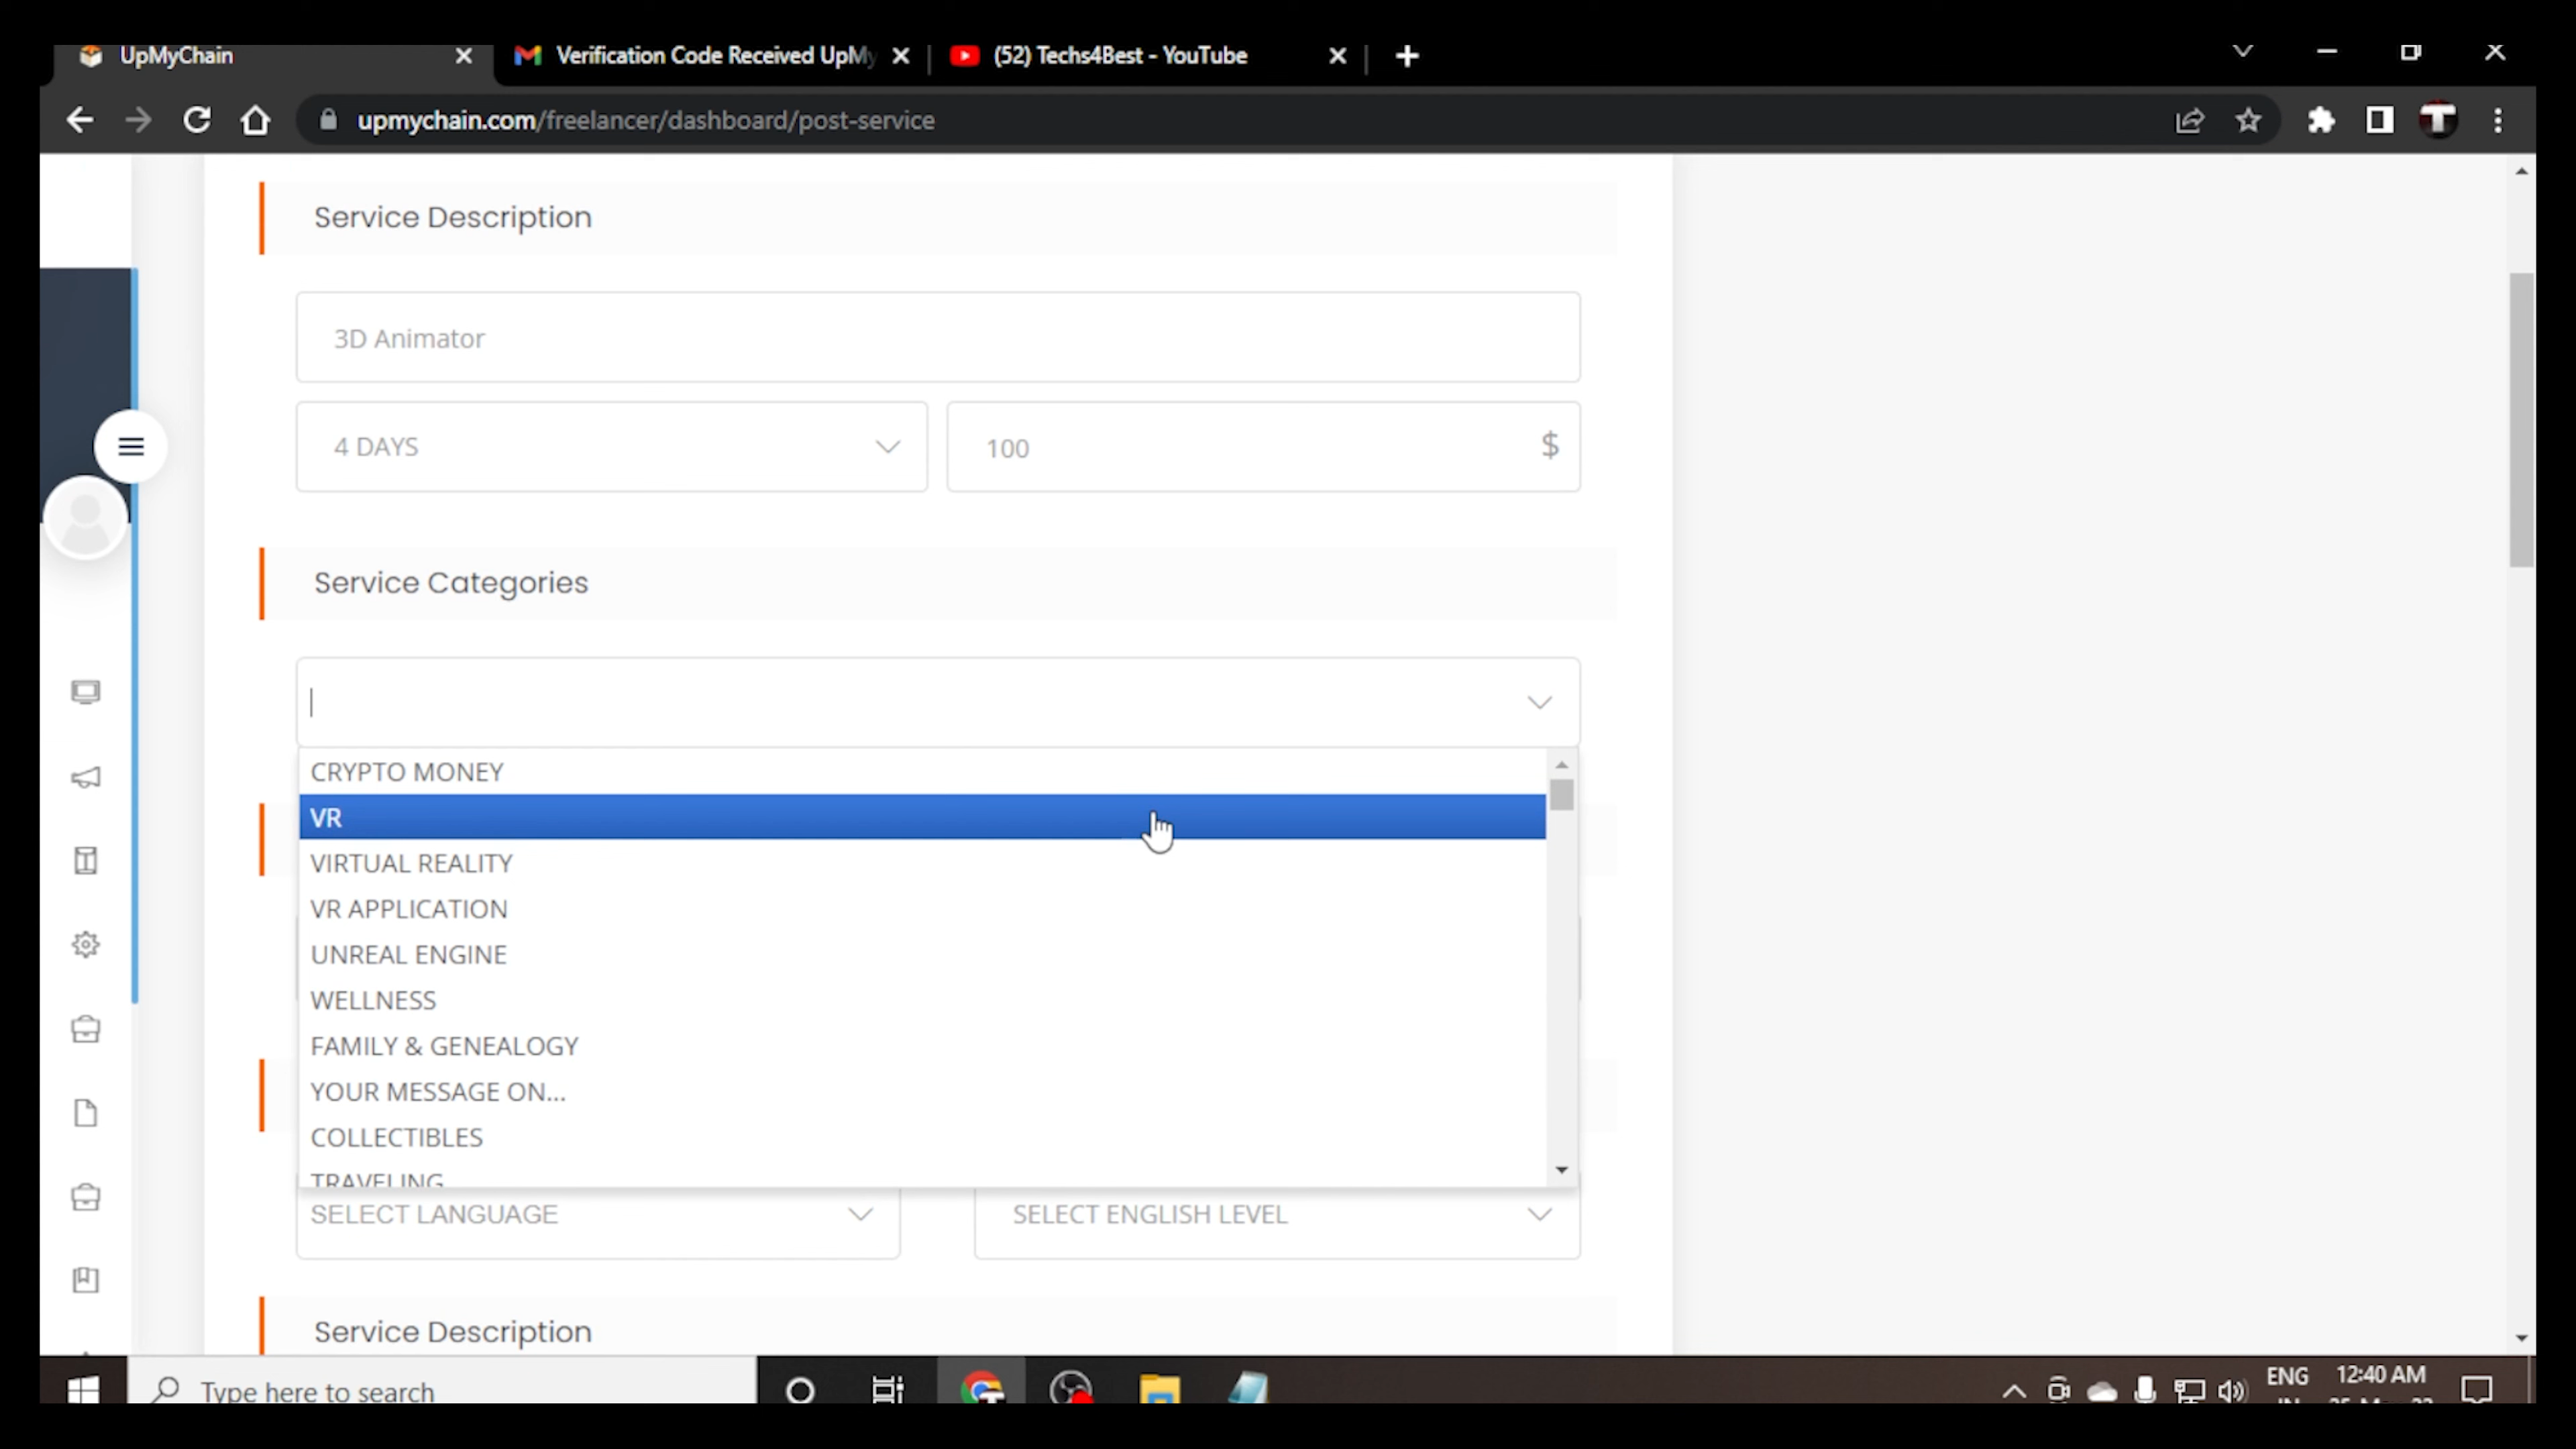 UpMyChain
Verification Code Received UpMy
(52) Techs4Best - YouTube
upmychain.com/freelancer/dashboard/post-service
Service Description
3D Animator
4 DAYS
100
$
Service Categories
CRYPTO MONEY
VR
VIRTUAL REALITY
VR APPLICATION
UNREAL ENGINE
WELLNESS
FAMILY & GENEALOGY
YOUR MESSAGE ON...
COLLECTIBLES
TRAVELING
SELECT LANGUAGE
SELECT ENGLISH LEVEL
Service Description
Type here to search
ENG
12:40 AM